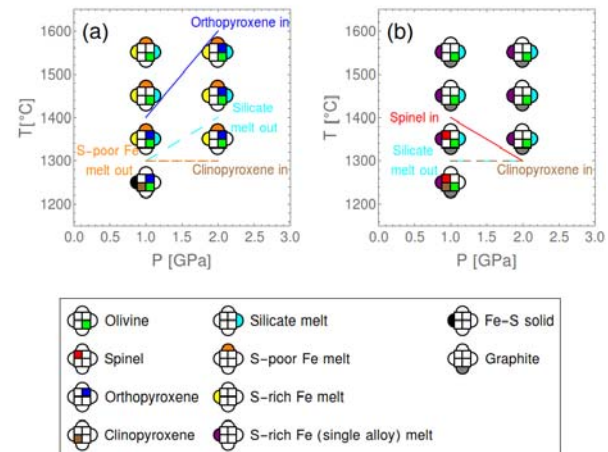 (a)
Orthopyroxene in
Silicate
melt out
S-poor Fe
melt out
Clinopyroxene in
T[°C]
1600
1500
1400
1300
1200
0.0 0.5 1.0 1.5 2.0 2.5 3.0
P [GPa]
(b)
Spinel in
Silicate
melt out
Clinopyroxene in
T [°C]
1600
1500
1400
1300
1200
0.0 0.5 1.0 1.5 2.0 2.5 3.0
P [GPa]
Olivine
Silicate melt
Fe-S solid
Spinel
S-poor Fe melt
Graphite
Orthopyroxene
S-rich Fe melt
Clinopyroxene
S-rich Fe (single alloy) melt